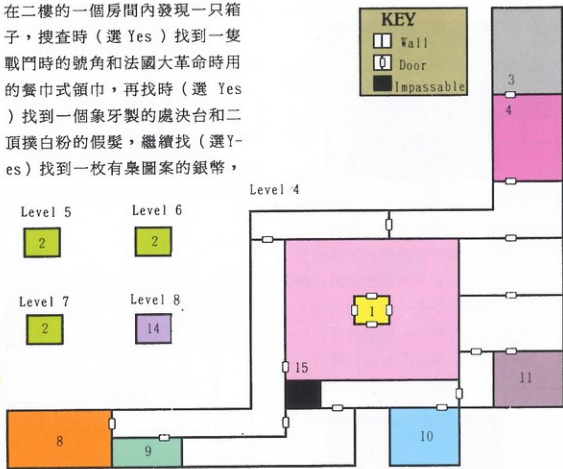 在二樓的一個房間內發現一只箱
子，搜查時（選 Yes ）找到一隻
戰鬥時的號角和法國大革命時用
的餐巾式領巾，再找時（選 Yes
）找到一個象牙製的處決台和二
頂撲白粉的假髮，繼續找（選Y-
es）找到一枚有梟圖案的銀幣，
KEY
Wall
Door
Impassable
3
4
Level 4
Level 5
Level 6
2
2
Level 7
Level 8
2
14
1
15
11
8
9
10